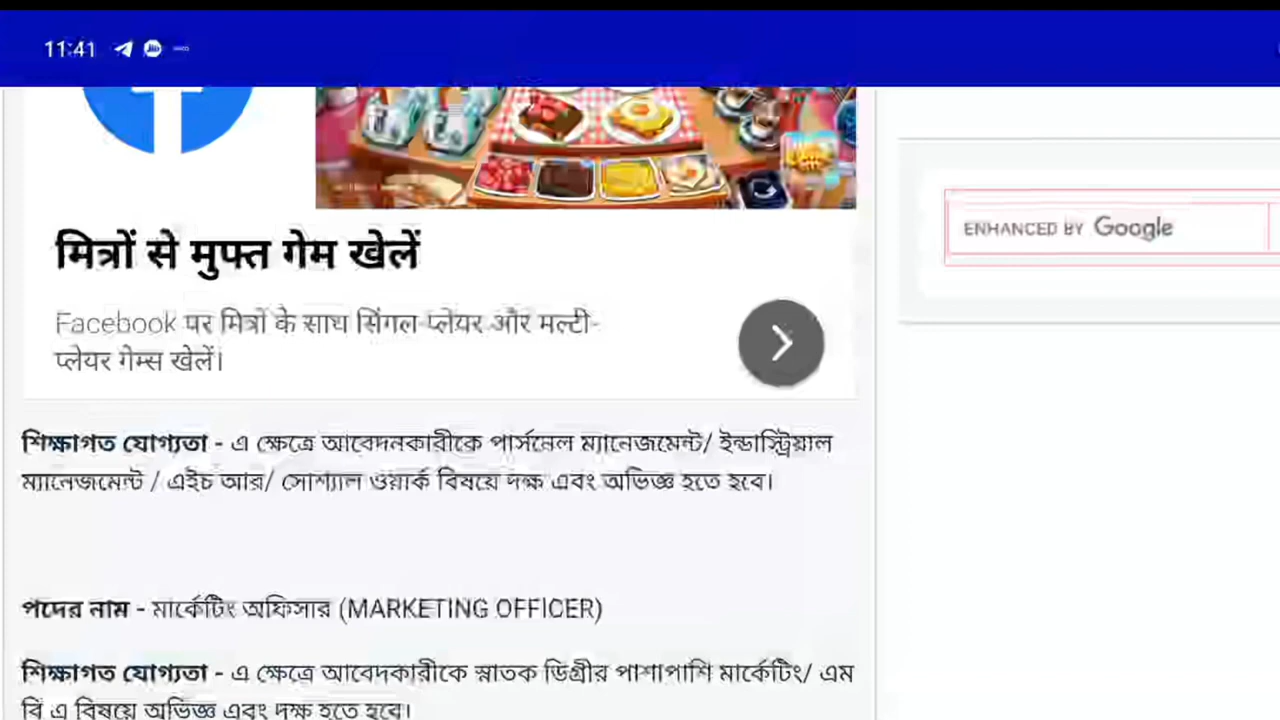 11:41
मित्रों से मुफ्त गेम खेलें
Facebook पर मित्रों के साथ सिंगल-प्लेयर और मल्टी-
प्लेयर गेम्स खेलें।
ENHANCED BY Google
শিক্ষাগত যোগ্যতা - এ ক্ষেত্রে আবেদনকারীকে পার্সনেল ম্যানেজমেন্ট/ ইন্ডাস্ট্রিয়াল
ম্যানেজমেন্ট / এইচ আর/ সোশ্যাল ওয়ার্ক বিষয়ে দক্ষ এবং অভিজ্ঞ হতে হবে।
পদের নাম - মার্কেটিং অফিসার (MARKETING OFFICER)
শিক্ষাগত যোগ্যতা - এ ক্ষেত্রে আবেদকারীকে স্নাতক ডিগ্রীর পাশাপাশি মার্কেটিং/ এম
বি এ বিষয়ে অভিজ্ঞ এবং দক্ষ হতে হবে।